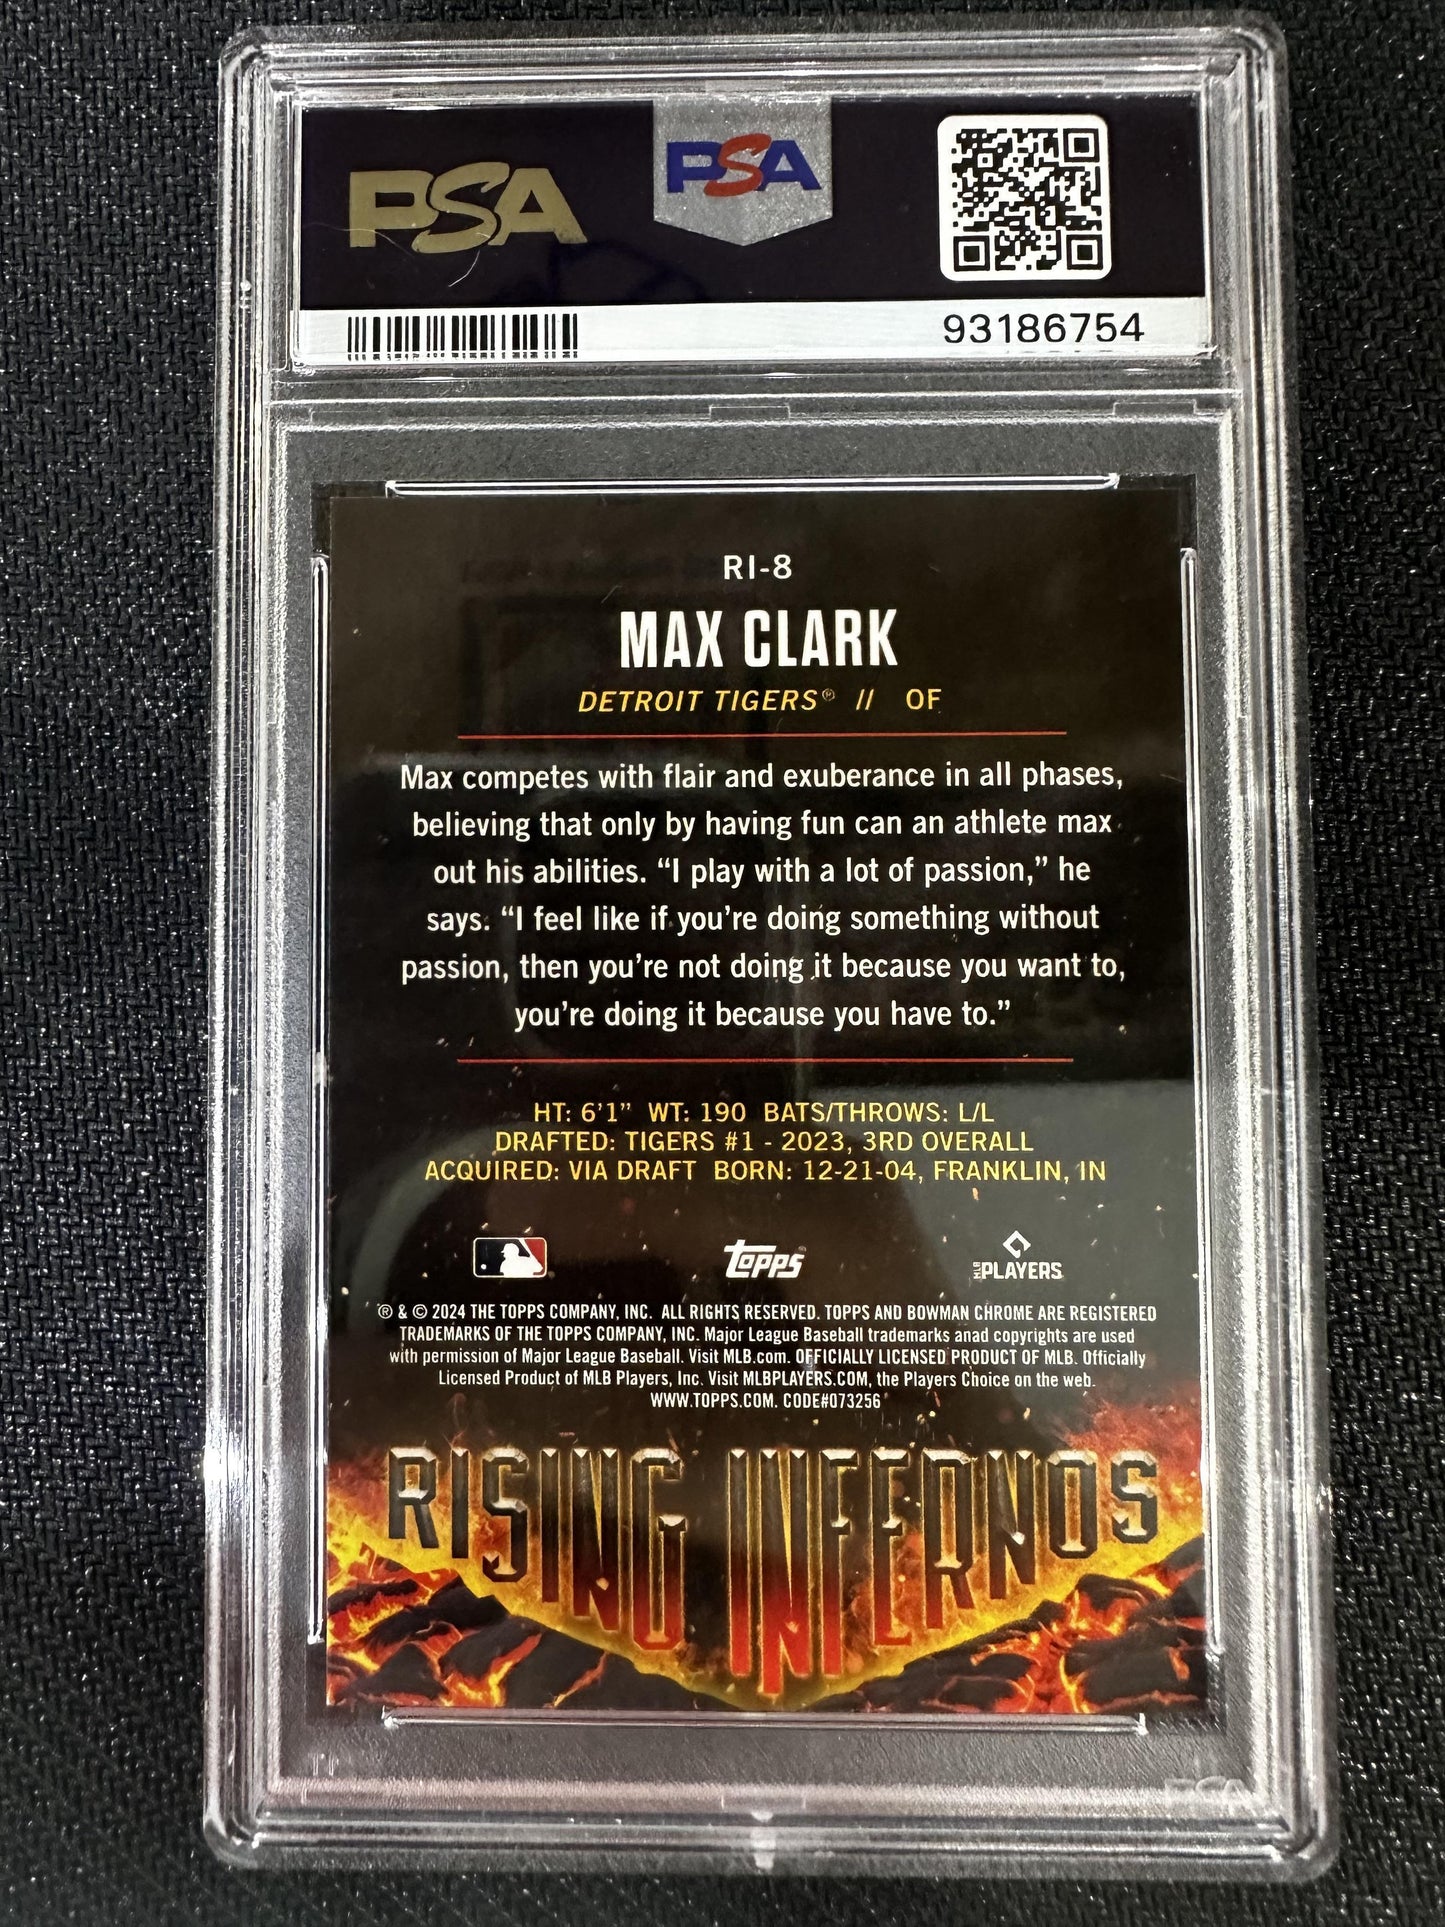 PSA
PSA
93186754
RI-8
MAX CLARK
DETROIT TIGERS® // OF
Max competes with flair and exuberance in all phases,
believing that only by having fun can an athlete max
out his abilities. “I play with a lot of passion,” he
says. “I feel like if you’re doing something without
passion, then you’re not doing it because you want to,
you’re doing it because you have to.”
HT: 6’1” WT: 190 BATS/THROWS: L/L
DRAFTED: TIGERS #1 - 2023, 3RD OVERALL
ACQUIRED: VIA DRAFT BORN: 12-21-04, FRANKLIN, IN
topps
MLB PLAYERS
® & © 2024 THE TOPPS COMPANY, INC. ALL RIGHTS RESERVED. TOPPS AND BOWMAN CHROME ARE REGISTERED
TRADEMARKS OF THE TOPPS COMPANY, INC. Major League Baseball trademarks anad copyrights are used
with permission of Major League Baseball. Visit MLB.com. OFFICIALLY LICENSED PRODUCT OF MLB. Officially
Licensed Product of MLB Players, Inc. Visit MLBPLAYERS.COM, the Players Choice on the web.
WWW.TOPPS.COM. CODE#073256
RISING INFERNOS
PSA